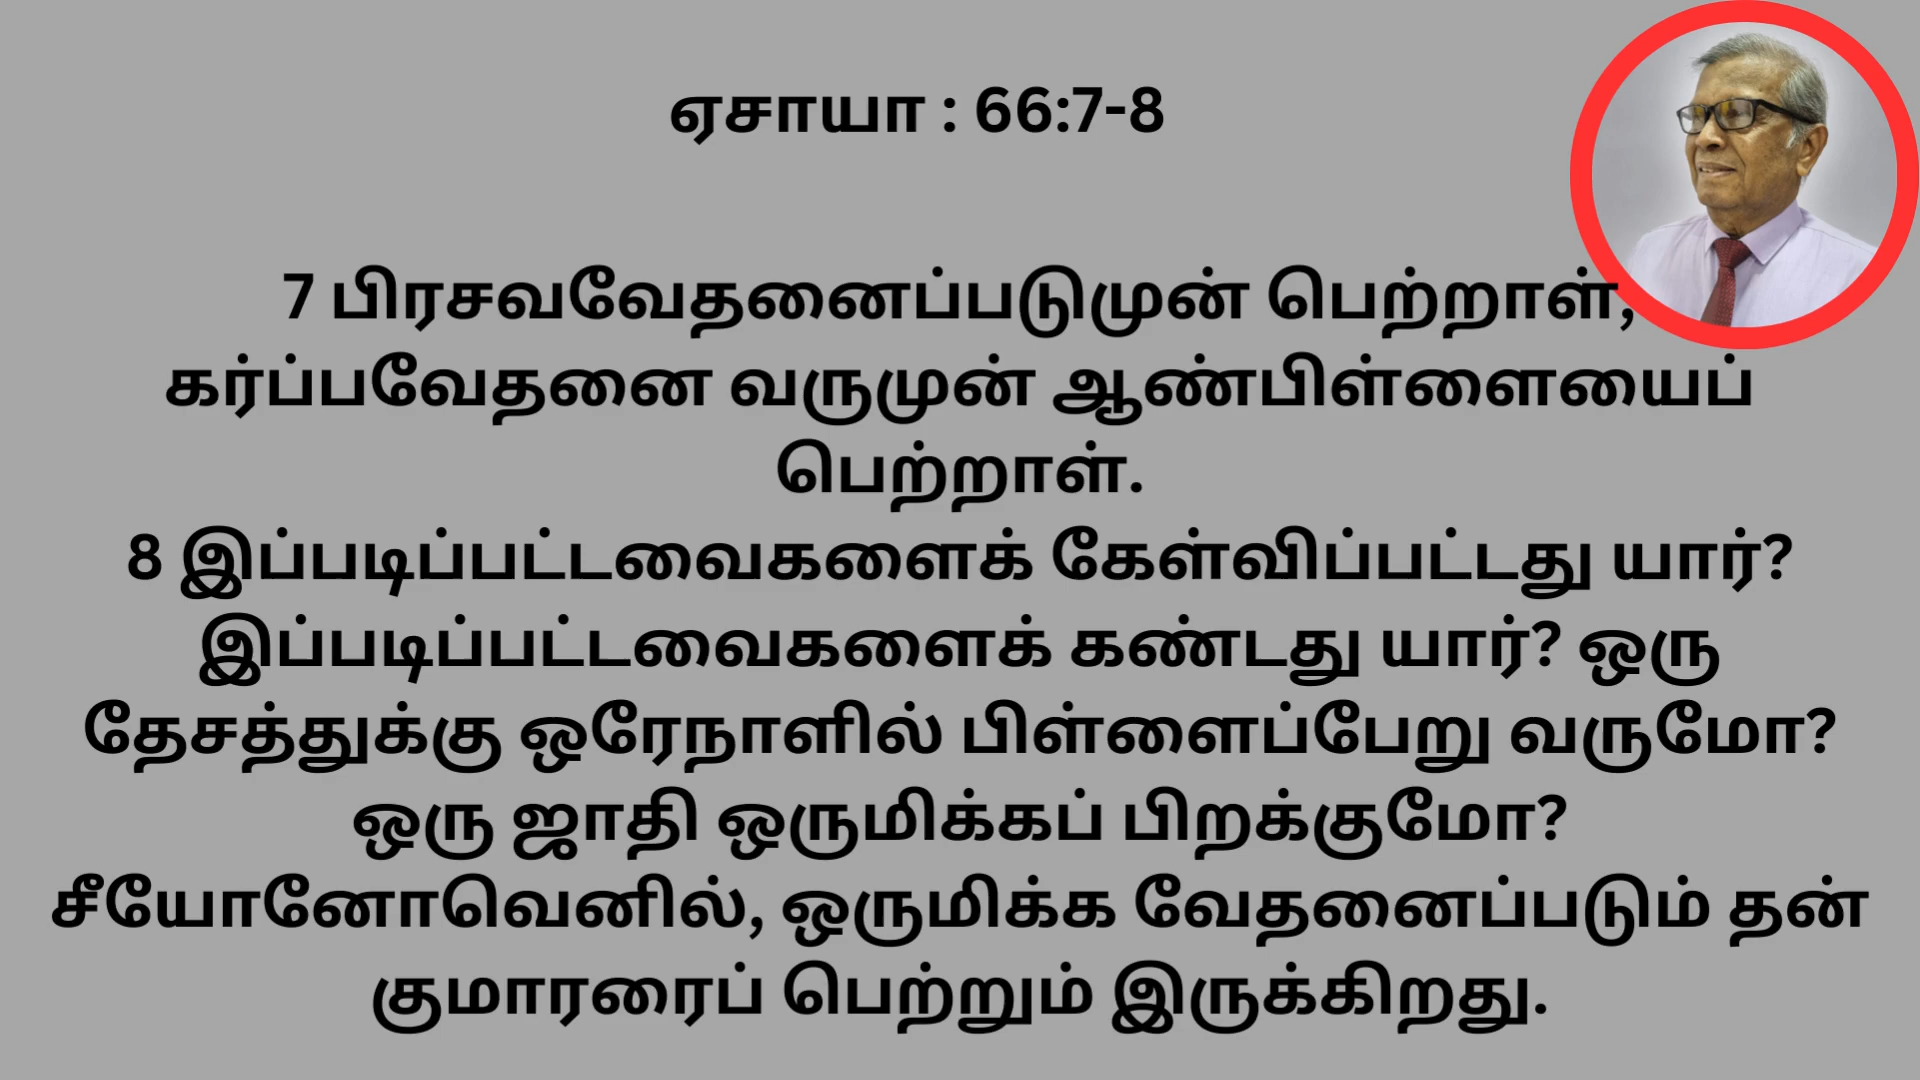 ஏசாயா : 66:7-8
7 பிரசவவேதனைப்படுமுன் பெற்றாள்,
கர்ப்பவேதனை வருமுன் ஆண்பிள்ளையைப்
பெற்றாள்.
8 இப்படிப்பட்டவைகளைக் கேள்விப்பட்டது யார்?
இப்படிப்பட்டவைகளைக் கண்டது யார்? ஒரு
தேசத்துக்கு ஒரேநாளில் பிள்ளைப்பேறு வருமோ?
ஒரு ஜாதி ஒருமிக்கப் பிறக்குமோ?
சீயோனோவெனில், ஒருமிக்க வேதனைப்படும் தன்
குமாரரைப் பெற்றும் இருக்கிறது.